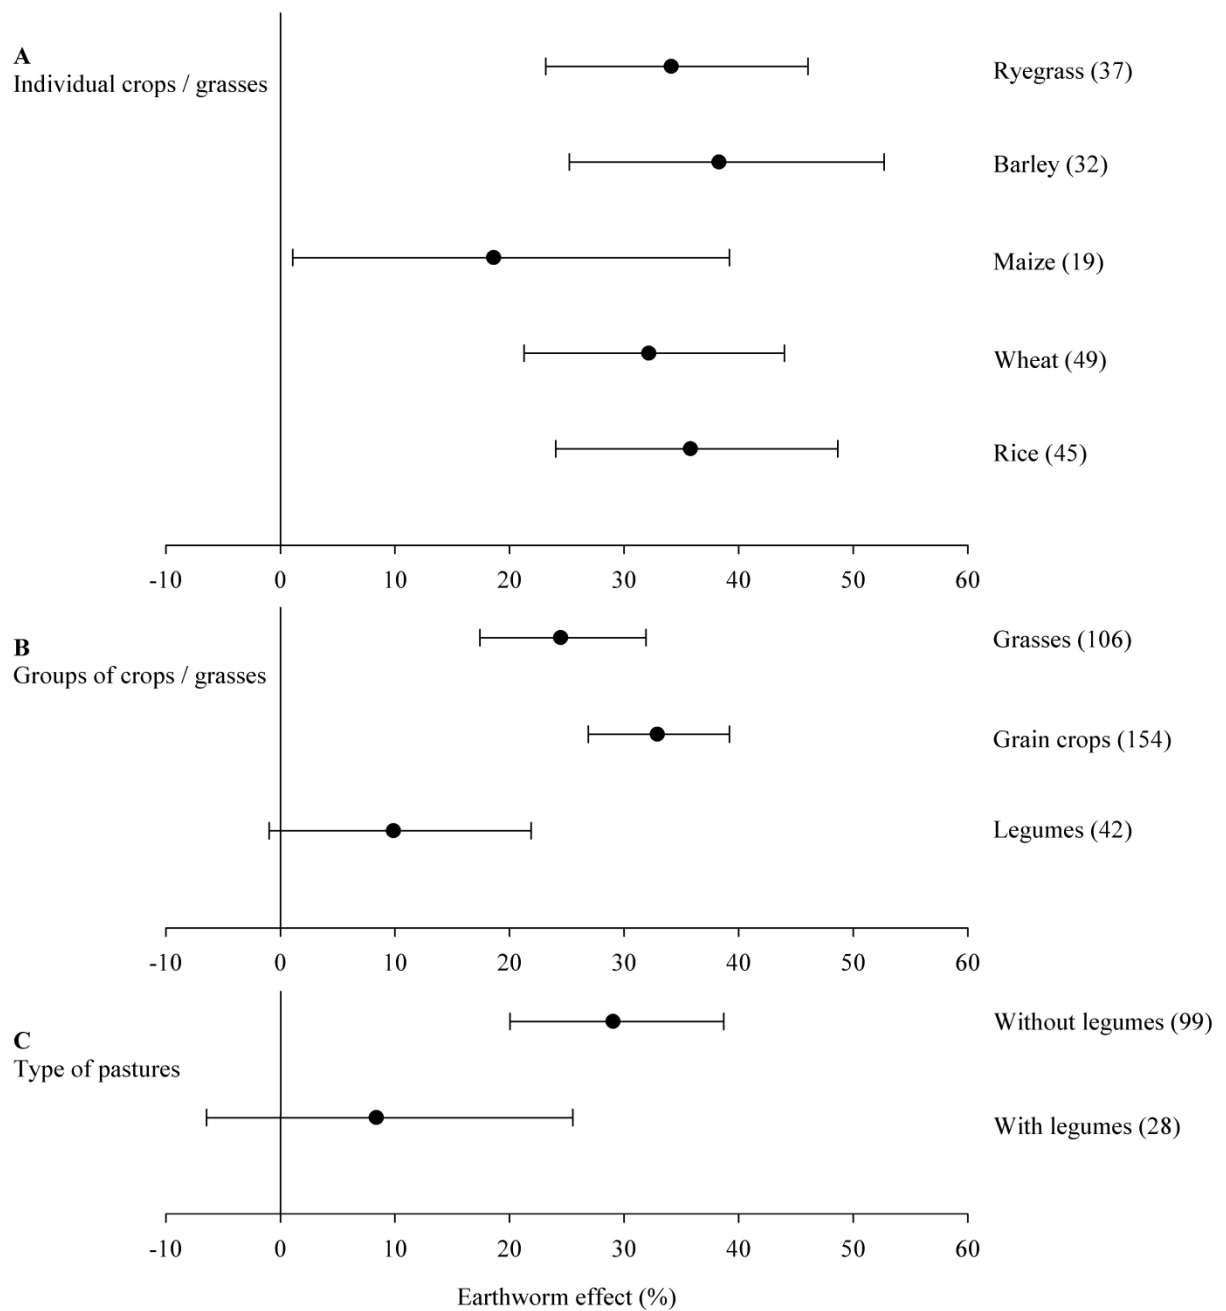 A
Individual crops / grasses
Ryegrass (37)
Barley (32)
Maize (19)
Wheat (49)
Rice (45)
-10 0 10 20 30 40 50 60
B
Groups of crops / grasses
Grasses (106)
Grain crops (154)
Legumes (42)
-10 0 10 20 30 40 50 60
C
Type of pastures
Without legumes (99)
With legumes (28)
-10 0 10 20 30 40 50 60
Earthworm effect (%)